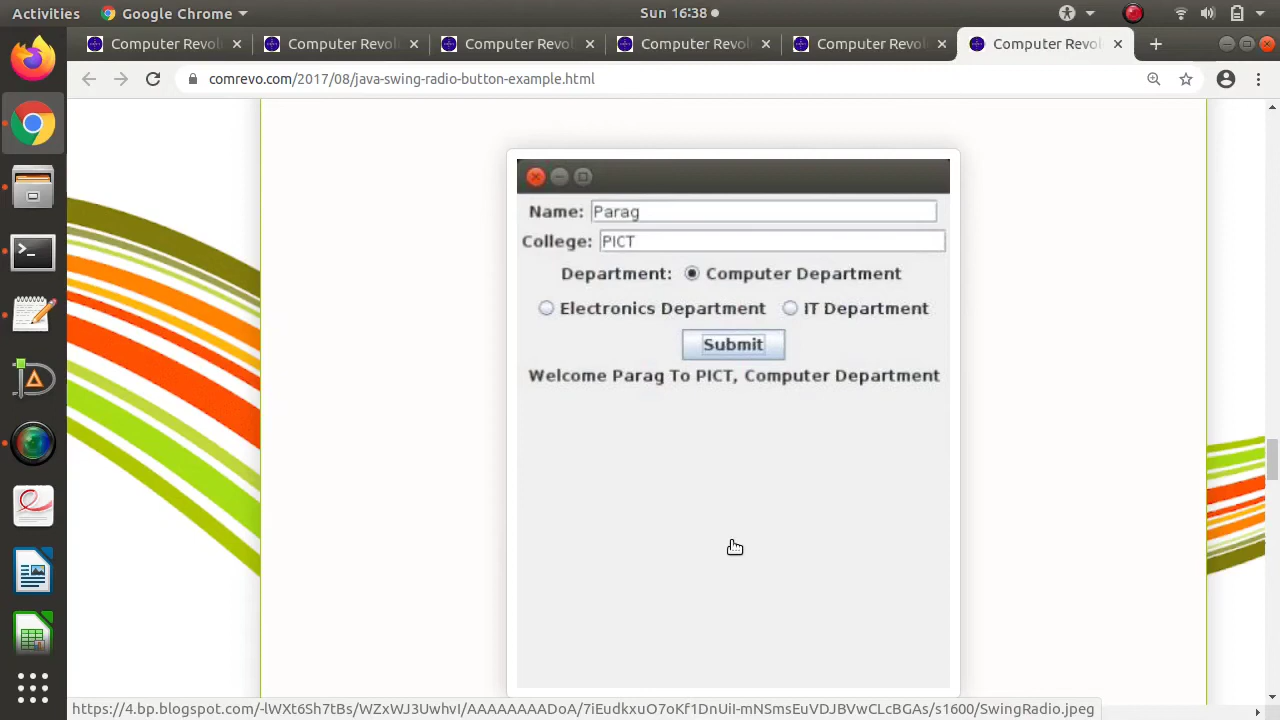 Activities Google Chrome Sun 16:38
Computer Revol Computer Revol Computer Revol Computer Revol Computer Revol Computer Revol
comrevo.com/2017/08/java-swing-radio-button-example.html
Name: Parag
College: PICT
Department: Computer Department
Electronics Department IT Department
Submit
Welcome Parag To PICT, Computer Department
https://4.bp.blogspot.com/-lWXt6Sh7tBs/WZxWJ3UwhvI/AAAAAAAADoA/7iEudkxuO7oKf1DnUiI-mNSmsEuVDJBVwCLcBGAs/s1600/SwingRadio.jpeg